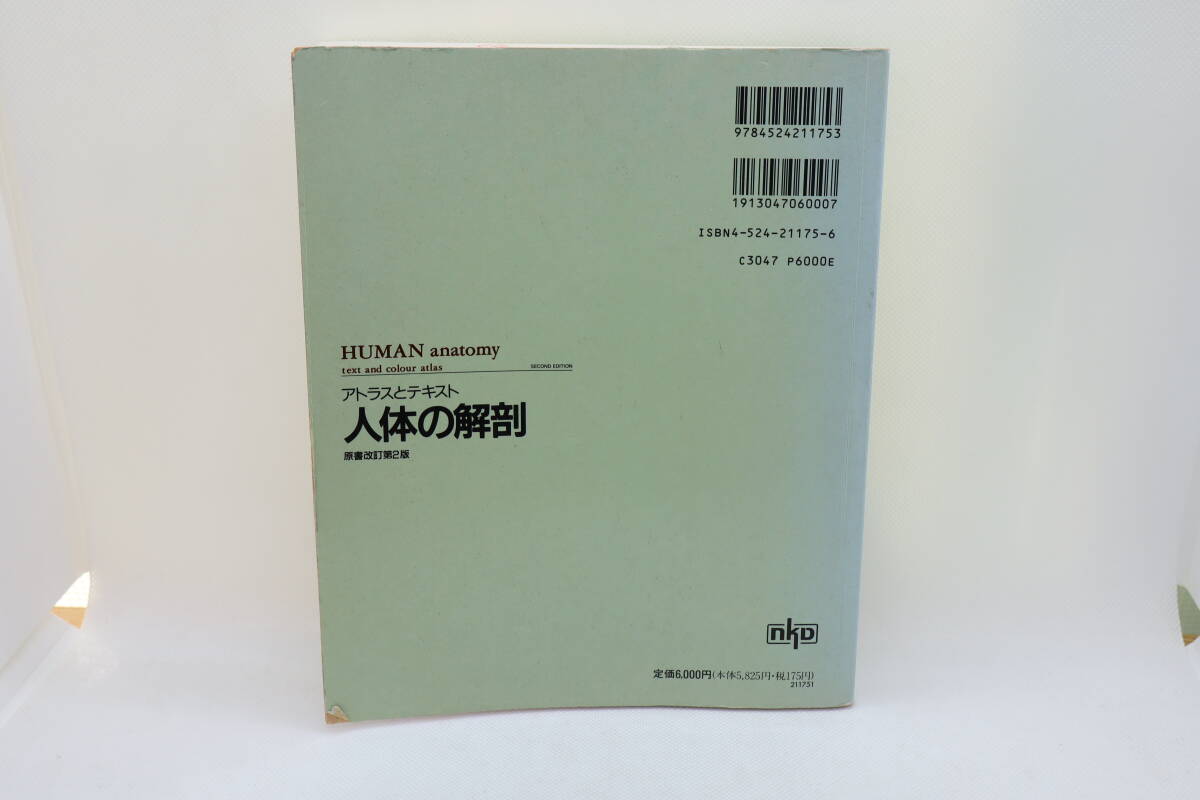 9784524211753
1913047060007
ISBN4-524-21175-6
C3047 P6000E
HUMAN anatomy
text and colour atlas SECOND EDITION
アトラスとテキスト
人体の解剖
原書改訂第2版
nkD
定価6,000円(本体5,825円・税175円)
211751